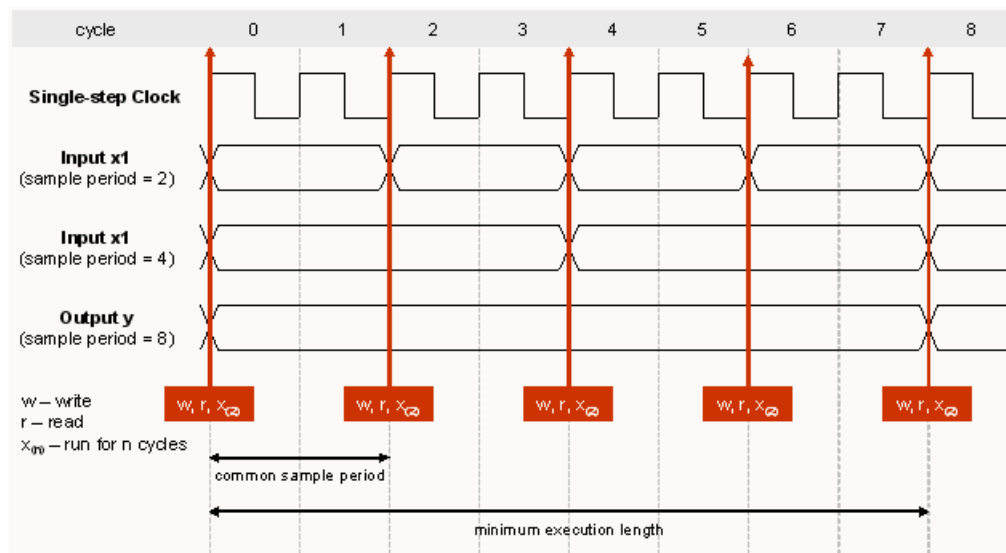 cycle 0 1 2 3 4 5 6 7 8
Single-step Clock
Input x1
(sample period = 2)
Input x1
(sample period = 4)
Output y
(sample period = 8)
w – write
r – read
x(n) – run for n cycles
w, r, x(2)
w, r, x(2)
w, r, x(2)
w, r, x(2)
w, r, x(2)
common sample period
minimum execution length